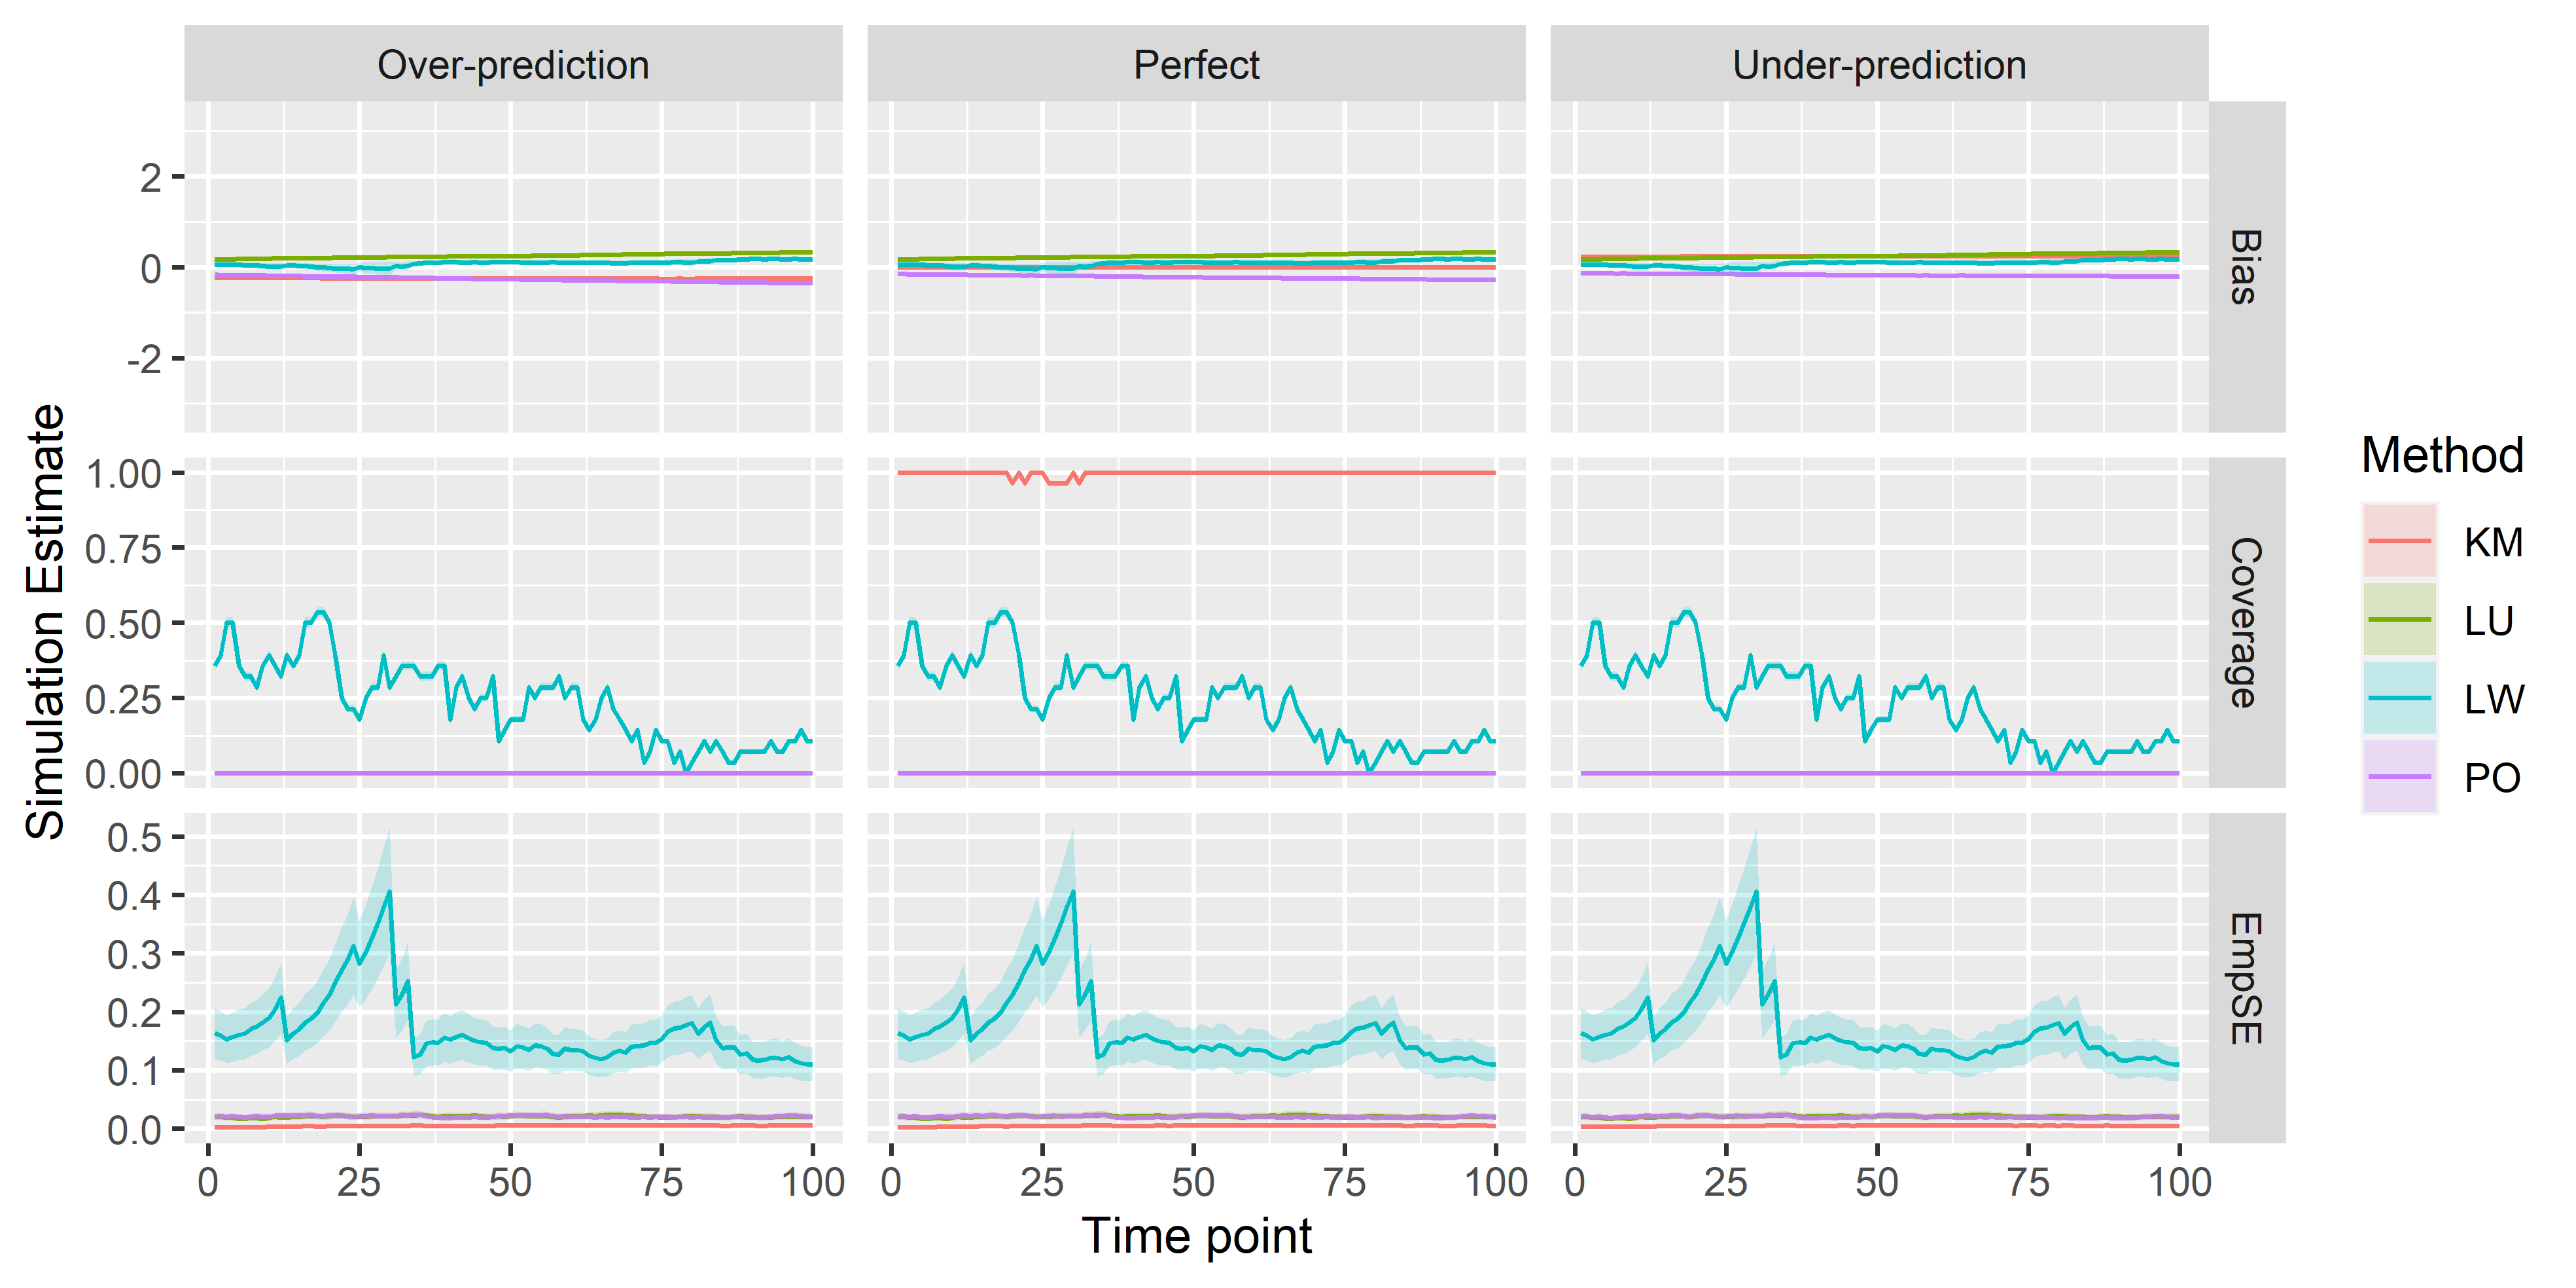 Over-prediction Perfect Under-prediction
2
0
-2
Bias
1.00
0.75
0.50
0.25
0.00
Coverage
0.5
0.4
0.3
0.2
0.1
0.0
EmpSE
0 25 50 75 100 0 25 50 75 100 0 25 50 75 100
Time point
Simulation Estimate
Method
KM
LU
LW
PO